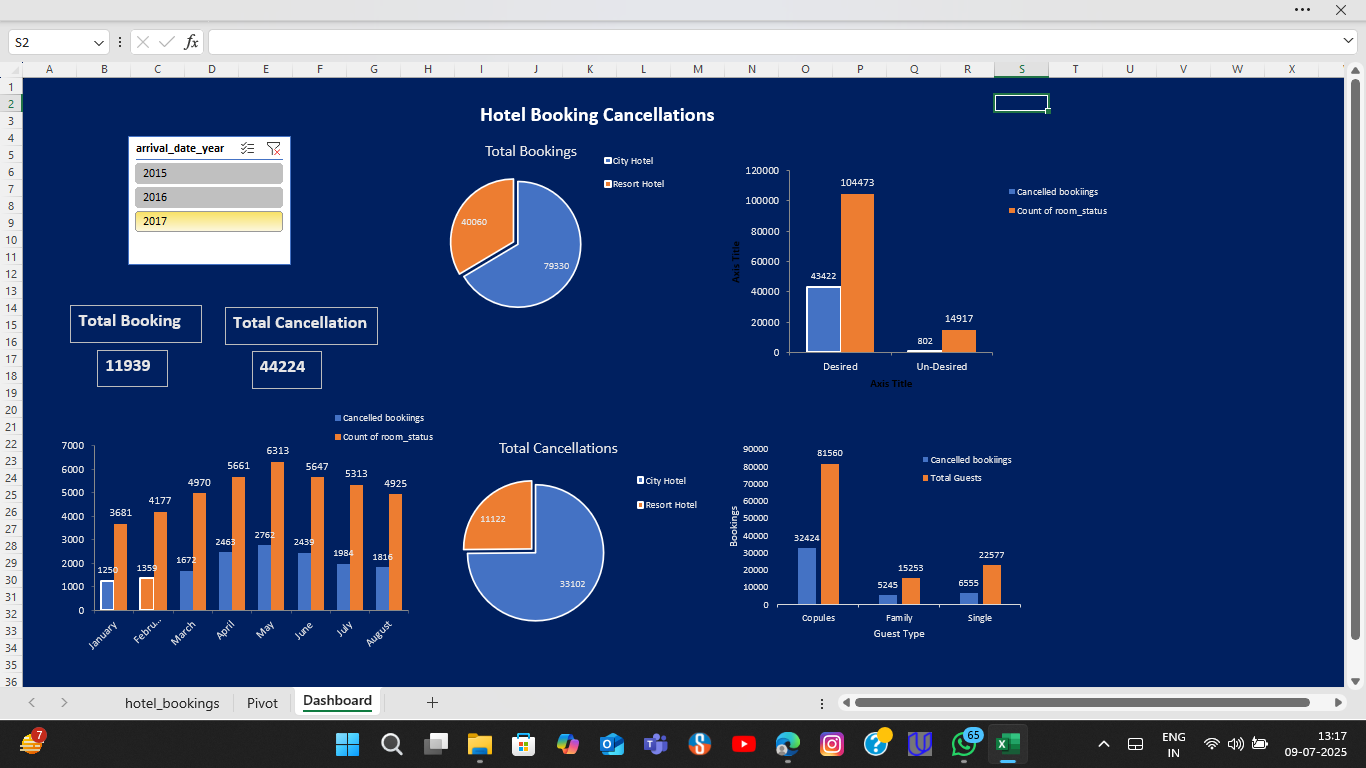 S2
fx
A B C D E F G H I J K L M N O P Q R S T U V W X
1
2
3
4
5
6
7
8
9
10
11
12
13
14
15
16
17
18
19
20
21
22
23
24
25
26
27
28
29
30
31
32
33
34
35
36
Hotel Booking Cancellations
arrival_date_year
2015
2016
2017
Total Bookings
City Hotel
Resort Hotel
40060
79330
120000
100000
80000
60000
40000
20000
0
Axis Title
104473
43422
14917
802
Desired Un-Desired
Axis Title
Cancelled bookiings
Count of room_status
Total Booking
Total Cancellation
11939
44224
Cancelled bookiings
Count of room_status
7000
6000
5000
4000
3000
2000
1000
0
3681 4177 4970 5661 6313 5647 5313 4925
1250 1359 1672 2463 2762 2439 1984 1816
January Febru... March April May June July August
Total Cancellations
City Hotel
Resort Hotel
11122
33102
90000
80000
70000
60000
50000
40000
30000
20000
10000
0
Bookings
81560
32424
15253
5245
22577
6555
Copules Family Single
Guest Type
Cancelled bookiings
Total Guests
hotel_bookings Pivot Dashboard
7
65
ENG
IN
13:17
09-07-2025